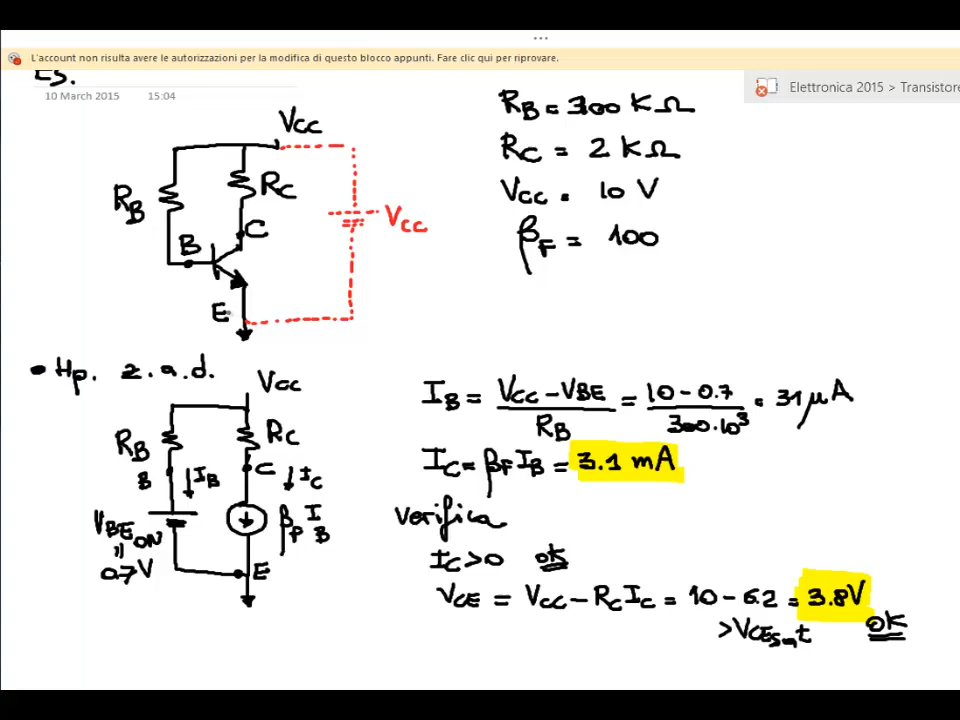 L'account non risulta avere le autorizzazioni per la modifica di questo blocco appunti. Fare clic qui per riprovare.
Es.
10 March 2015 15:04
Elettronica 2015 > Transistore
VCC
RB
RC
B
C
E
VCC
RB = 300 KΩ
RC = 2 KΩ
VCC = 10 V
βF = 100
• Hp. z.a.d.
VCC
RB
RC
B
IB
C
IC
VBE ON
"
0.7V
βF IB
E
IB = (VCC - VBE) / RB = (10 - 0.7) / (300·10³) = 31 μA
IC = βF IB = 3.1 mA
Verifica
IC > 0 OK
VCE = VCC - RC IC = 10 - 6.2 = 3.8V
> VCESat OK